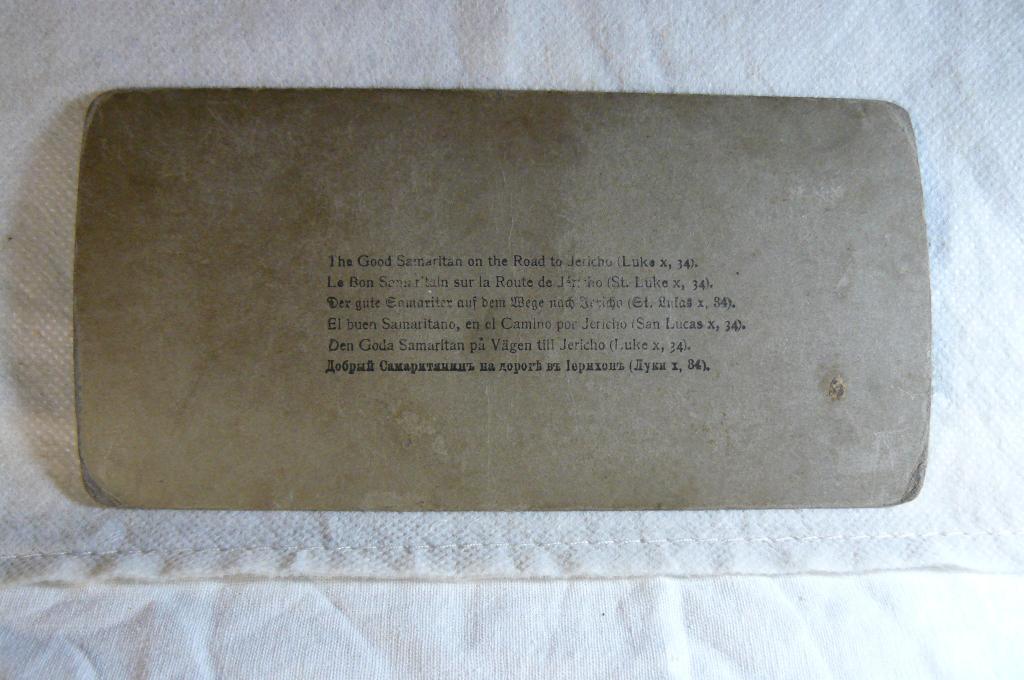 The Good Samaritan on the Road to Jericho (Luke x, 34).
Le Bon Samaritain sur la Route de Jéricho (St. Luke x, 34).
Der gute Samariter auf dem Wege nach Jericho (St. Lukas x, 34).
El buen Samaritano, en el Camino por Jericho (San Lucas x, 34).
Den Goda Samaritan på Vägen till Jericho (Luke x, 34).
Добрый Самаритянинъ на дорогѣ въ Іерихонъ (Луки x, 34).